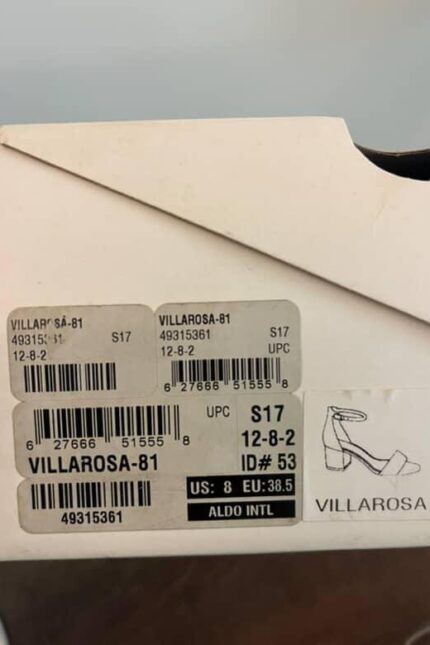 VILLAROSA-81
S17
12-8-2
VILLAROSA-81
49315361
S17
12-8-2
UPC
6 27666 51555 8
UPC
S17
6 27666 51555 8
12-8-2
VILLAROSA-81
ID# 53
US: 8 EU: 38.5
49315361
ALDO INTL
VILLAROSA